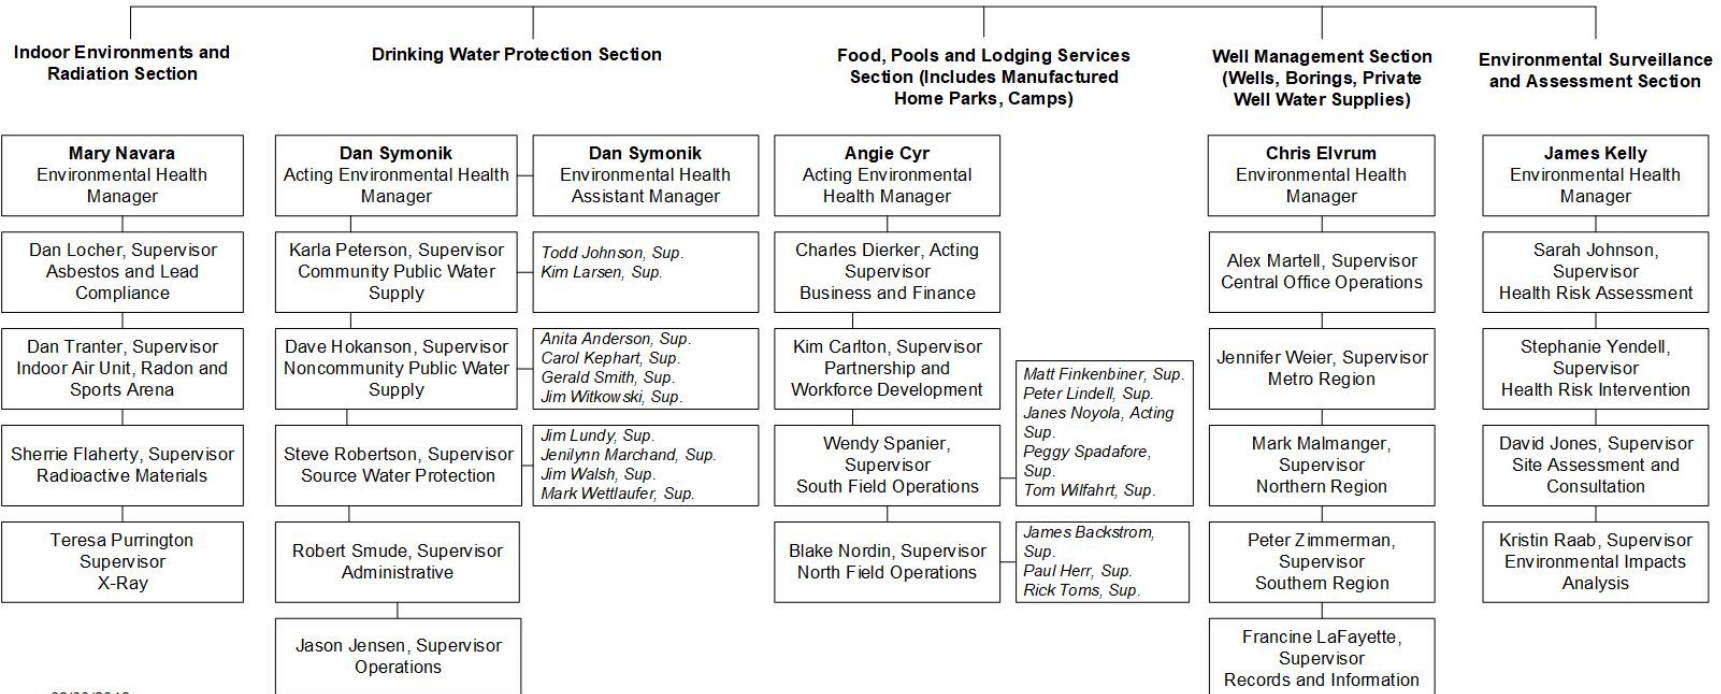 Indoor Environments and
Radiation Section
Mary Navara
Environmental Health
Manager
Dan Locher, Supervisor
Asbestos and Lead
Compliance
Dan Tranter, Supervisor
Indoor Air Unit, Radon and
Sports Arena
Sherrie Flaherty, Supervisor
Radioactive Materials
Teresa Purrington
Supervisor
X-Ray
Drinking Water Protection Section
Dan Symonik
Acting Environmental Health
Manager
Dan Symonik
Environmental Health
Assistant Manager
Karla Peterson, Supervisor
Community Public Water
Supply
Todd Johnson, Sup.
Kim Larsen, Sup.
Dave Hokanson, Supervisor
Noncommunity Public Water
Supply
Anita Anderson, Sup.
Carol Kephart, Sup.
Gerald Smith, Sup.
Jim Witkowski, Sup.
Steve Robertson, Supervisor
Source Water Protection
Jim Lundy, Sup.
Jenilynn Marchand, Sup.
Jim Walsh, Sup.
Mark Wettlaufer, Sup.
Robert Smude, Supervisor
Administrative
Jason Jensen, Supervisor
Operations
Food, Pools and Lodging Services
Section (Includes Manufactured
Home Parks, Camps)
Angie Cyr
Acting Environmental
Health Manager
Charles Dierker, Acting
Supervisor
Business and Finance
Kim Carlton, Supervisor
Partnership and
Workforce Development
Wendy Spanier,
Supervisor
South Field Operations
Matt Finkenbiner, Sup.
Peter Lindell, Sup.
Janes Noyola, Acting
Sup.
Peggy Spadafore,
Sup.
Tom Wilfahrt, Sup.
Blake Nordin, Supervisor
North Field Operations
James Backstrom,
Sup.
Paul Herr, Sup.
Rick Toms, Sup.
Well Management Section
(Wells, Borings, Private
Well Water Supplies)
Chris Elvrum
Environmental Health
Manager
Alex Martell, Supervisor
Central Office Operations
Jennifer Weier, Supervisor
Metro Region
Mark Malmanger,
Supervisor
Northern Region
Peter Zimmerman,
Supervisor
Southern Region
Francine LaFayette,
Supervisor
Records and Information
Environmental Surveillance
and Assessment Section
James Kelly
Environmental Health
Manager
Sarah Johnson,
Supervisor
Health Risk Assessment
Stephanie Yendell,
Supervisor
Health Risk Intervention
David Jones, Supervisor
Site Assessment and
Consultation
Kristin Raab, Supervisor
Environmental Impacts
Analysis